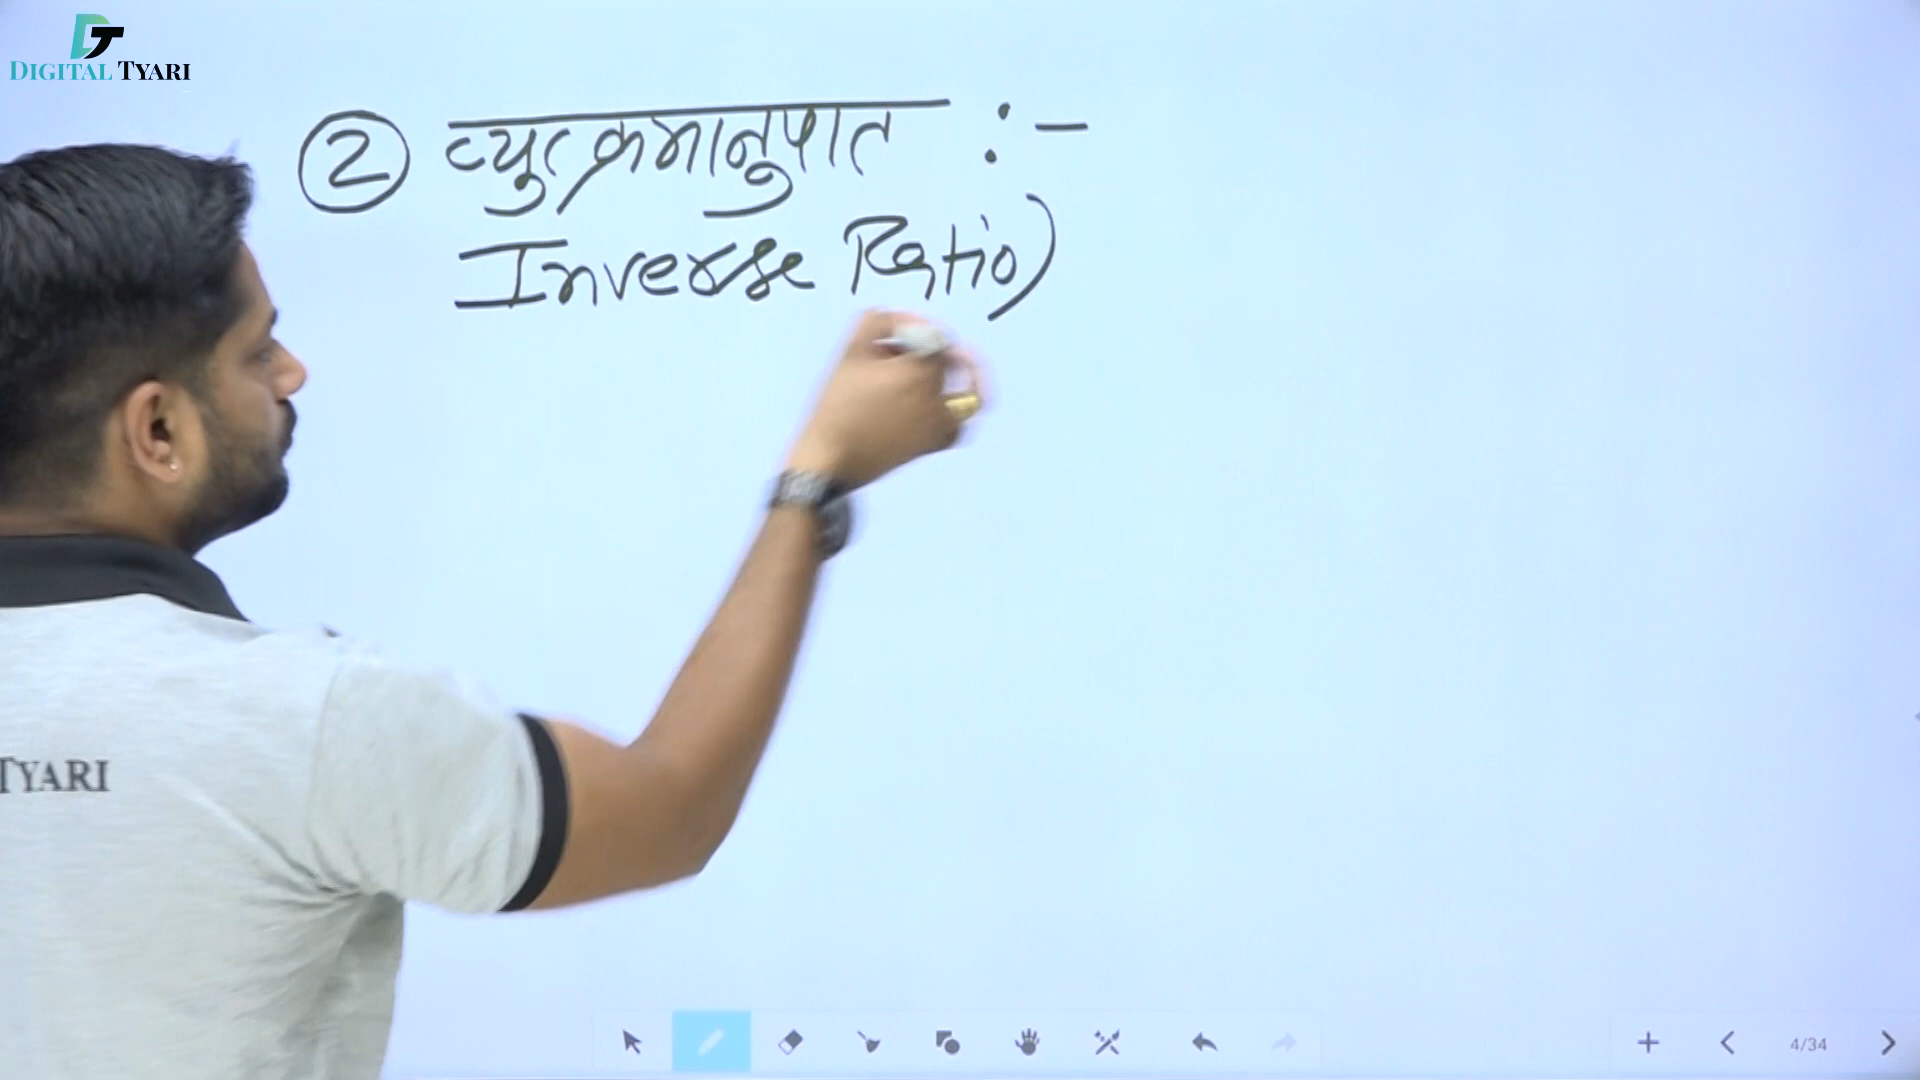 DIGITAL TYARI
② व्युत्क्रमानुपात :-
Inverse Ratio)
TYARI
4/34